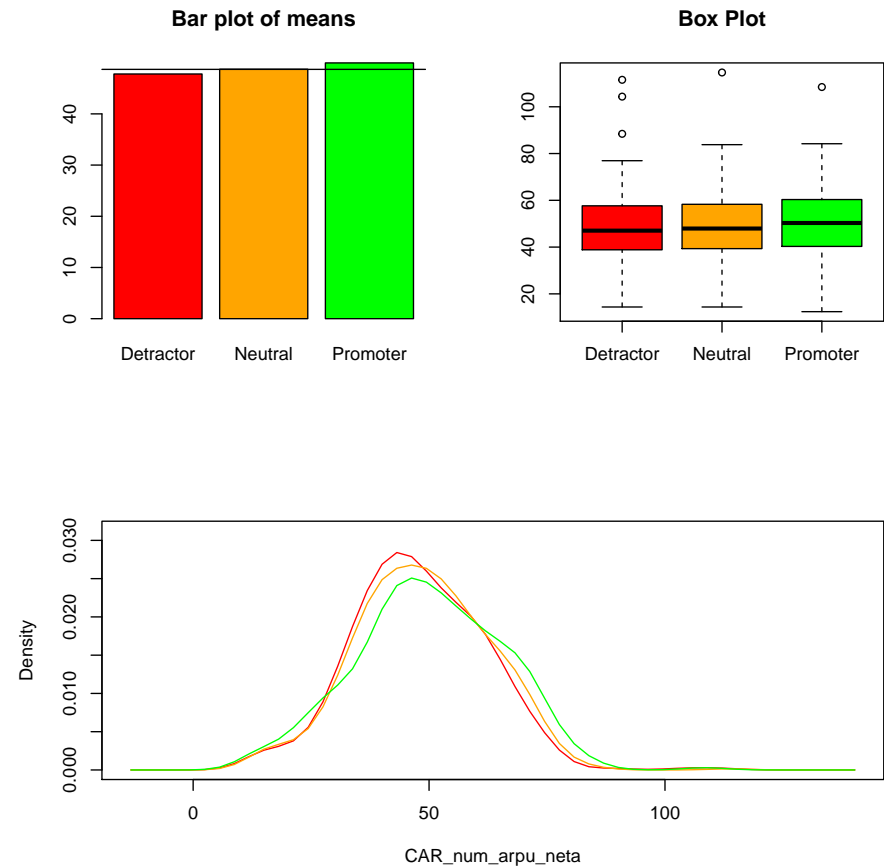 Bar plot of means
40
30
20
10
0
Detractor Neutral Promoter
Box Plot
100
80
60
40
20
Detractor Neutral Promoter
Density
0.030
0.020
0.010
0.000
0 50 100
CAR_num_arpu_neta